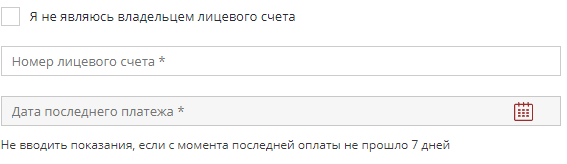 Я не являюсь владельцем лицевого счета
Номер лицевого счета *
Дата последнего платежа *
Не вводить показания, если с момента последней оплаты не прошло 7 дней